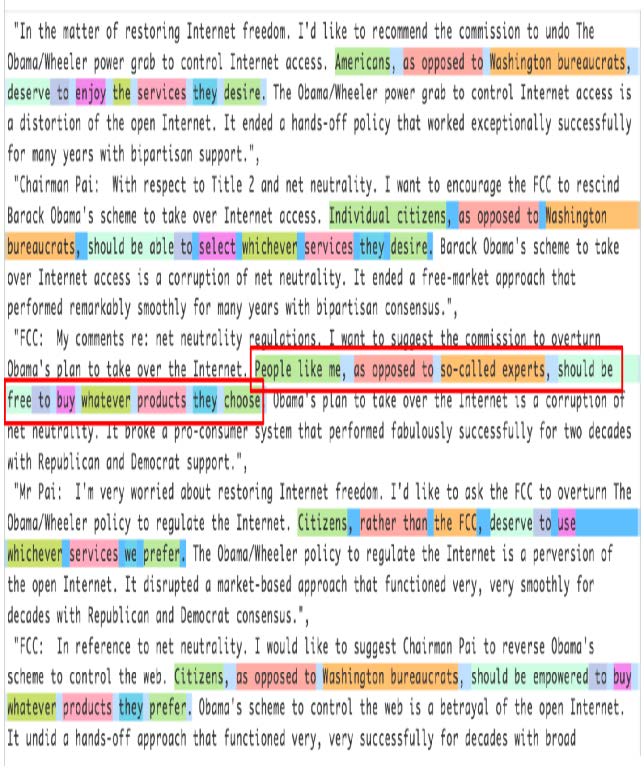 "In the matter of restoring Internet freedom. I'd like to recommend the commission to undo The
Obama/Wheeler power grab to control Internet access. Americans, as opposed to Washington bureaucrats,
deserve to enjoy the services they desire. The Obama/Wheeler power grab to control Internet access is
a distortion of the open Internet. It ended a hands-off policy that worked exceptionally successfully
for many years with bipartisan support.",
"Chairman Pai: With respect to Title 2 and net neutrality. I want to encourage the FCC to rescind
Barack Obama's scheme to take over Internet access. Individual citizens, as opposed to Washington
bureaucrats, should be able to select whichever services they desire. Barack Obama's scheme to take
over Internet access is a corruption of net neutrality. It ended a free-market approach that
performed remarkably smoothly for many years with bipartisan consensus.",
"FCC: My comments re: net neutrality regulations. I want to suggest the commission to overturn
Obama's plan to take over the Internet. People like me, as opposed to so-called experts, should be
free to buy whatever products they choose. Obama's plan to take over the Internet is a corruption of
net neutrality. It broke a pro-consumer system that performed fabulously successfully for two decades
with Republican and Democrat support.",
"Mr Pai: I'm very worried about restoring Internet freedom. I'd like to ask the FCC to overturn The
Obama/Wheeler policy to regulate the Internet. Citizens, rather than the FCC, deserve to use
whichever services we prefer. The Obama/Wheeler policy to regulate the Internet is a perversion of
the open Internet. It disrupted a market-based approach that functioned very, very smoothly for
decades with Republican and Democrat consensus.",
"FCC: In reference to net neutrality. I would like to suggest Chairman Pai to reverse Obama's
scheme to control the web. Citizens, as opposed to Washington bureaucrats, should be empowered to buy
whatever products they prefer. Obama's scheme to control the web is a betrayal of the open Internet.
It undid a hands-off approach that functioned very, very successfully for decades with broad